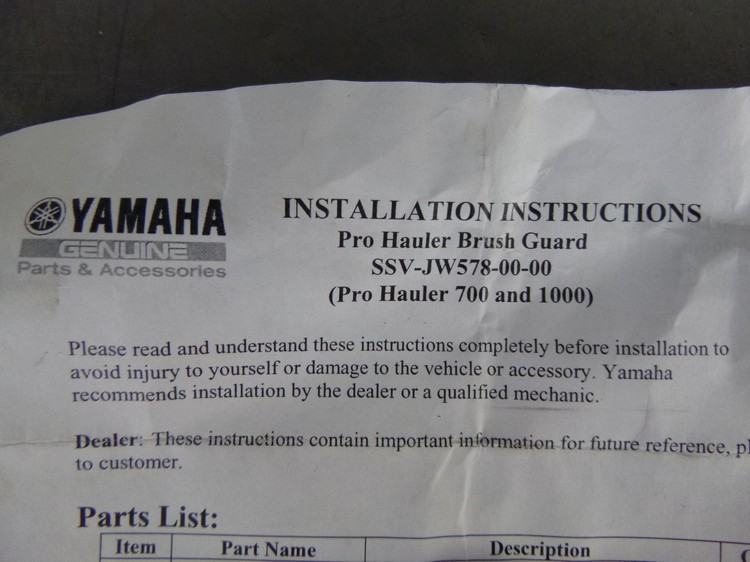 YAMAHA
GENUINE
Parts & Accessories
INSTALLATION INSTRUCTIONS
Pro Hauler Brush Guard
SSV-JW578-00-00
(Pro Hauler 700 and 1000)
Please read and understand these instructions completely before installation to
avoid injury to yourself or damage to the vehicle or accessory. Yamaha
recommends installation by the dealer or a qualified mechanic.
Dealer: These instructions contain important information for future reference,
to customer.
Parts List:
Item Part Name Description